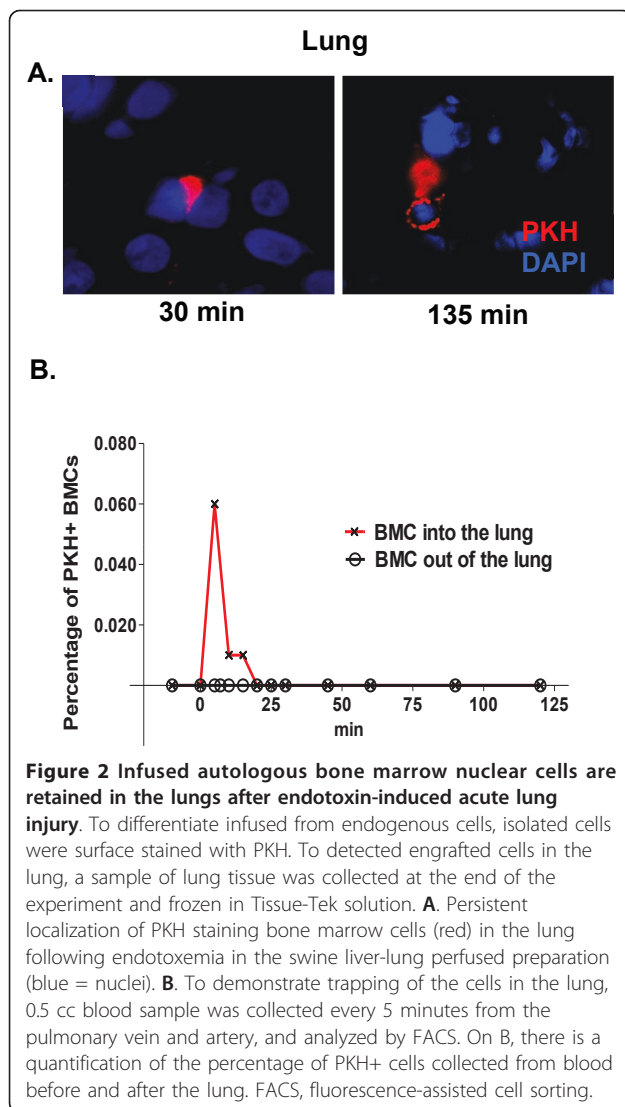 Lung
A.
PKH
DAPI
30 min
135 min
B.
0.080
0.060
0.040
0.020
Percentage of PKH+ BMCs
BMC into the lung
BMC out of the lung
0 25 50 75 100 125
min
Figure 2 Infused autologous bone marrow nuclear cells are
retained in the lungs after endotoxin-induced acute lung
injury. To differentiate infused from endogenous cells, isolated cells
were surface stained with PKH. To detected engrafted cells in the
lung, a sample of lung tissue was collected at the end of the
experiment and frozen in Tissue-Tek solution. A. Persistent
localization of PKH staining bone marrow cells (red) in the lung
following endotoxemia in the swine liver-lung perfused preparation
(blue = nuclei). B. To demonstrate trapping of the cells in the lung,
0.5 cc blood sample was collected every 5 minutes from the
pulmonary vein and artery, and analyzed by FACS. On B, there is a
quantification of the percentage of PKH+ cells collected from blood
before and after the lung. FACS, fluorescence-assisted cell sorting.